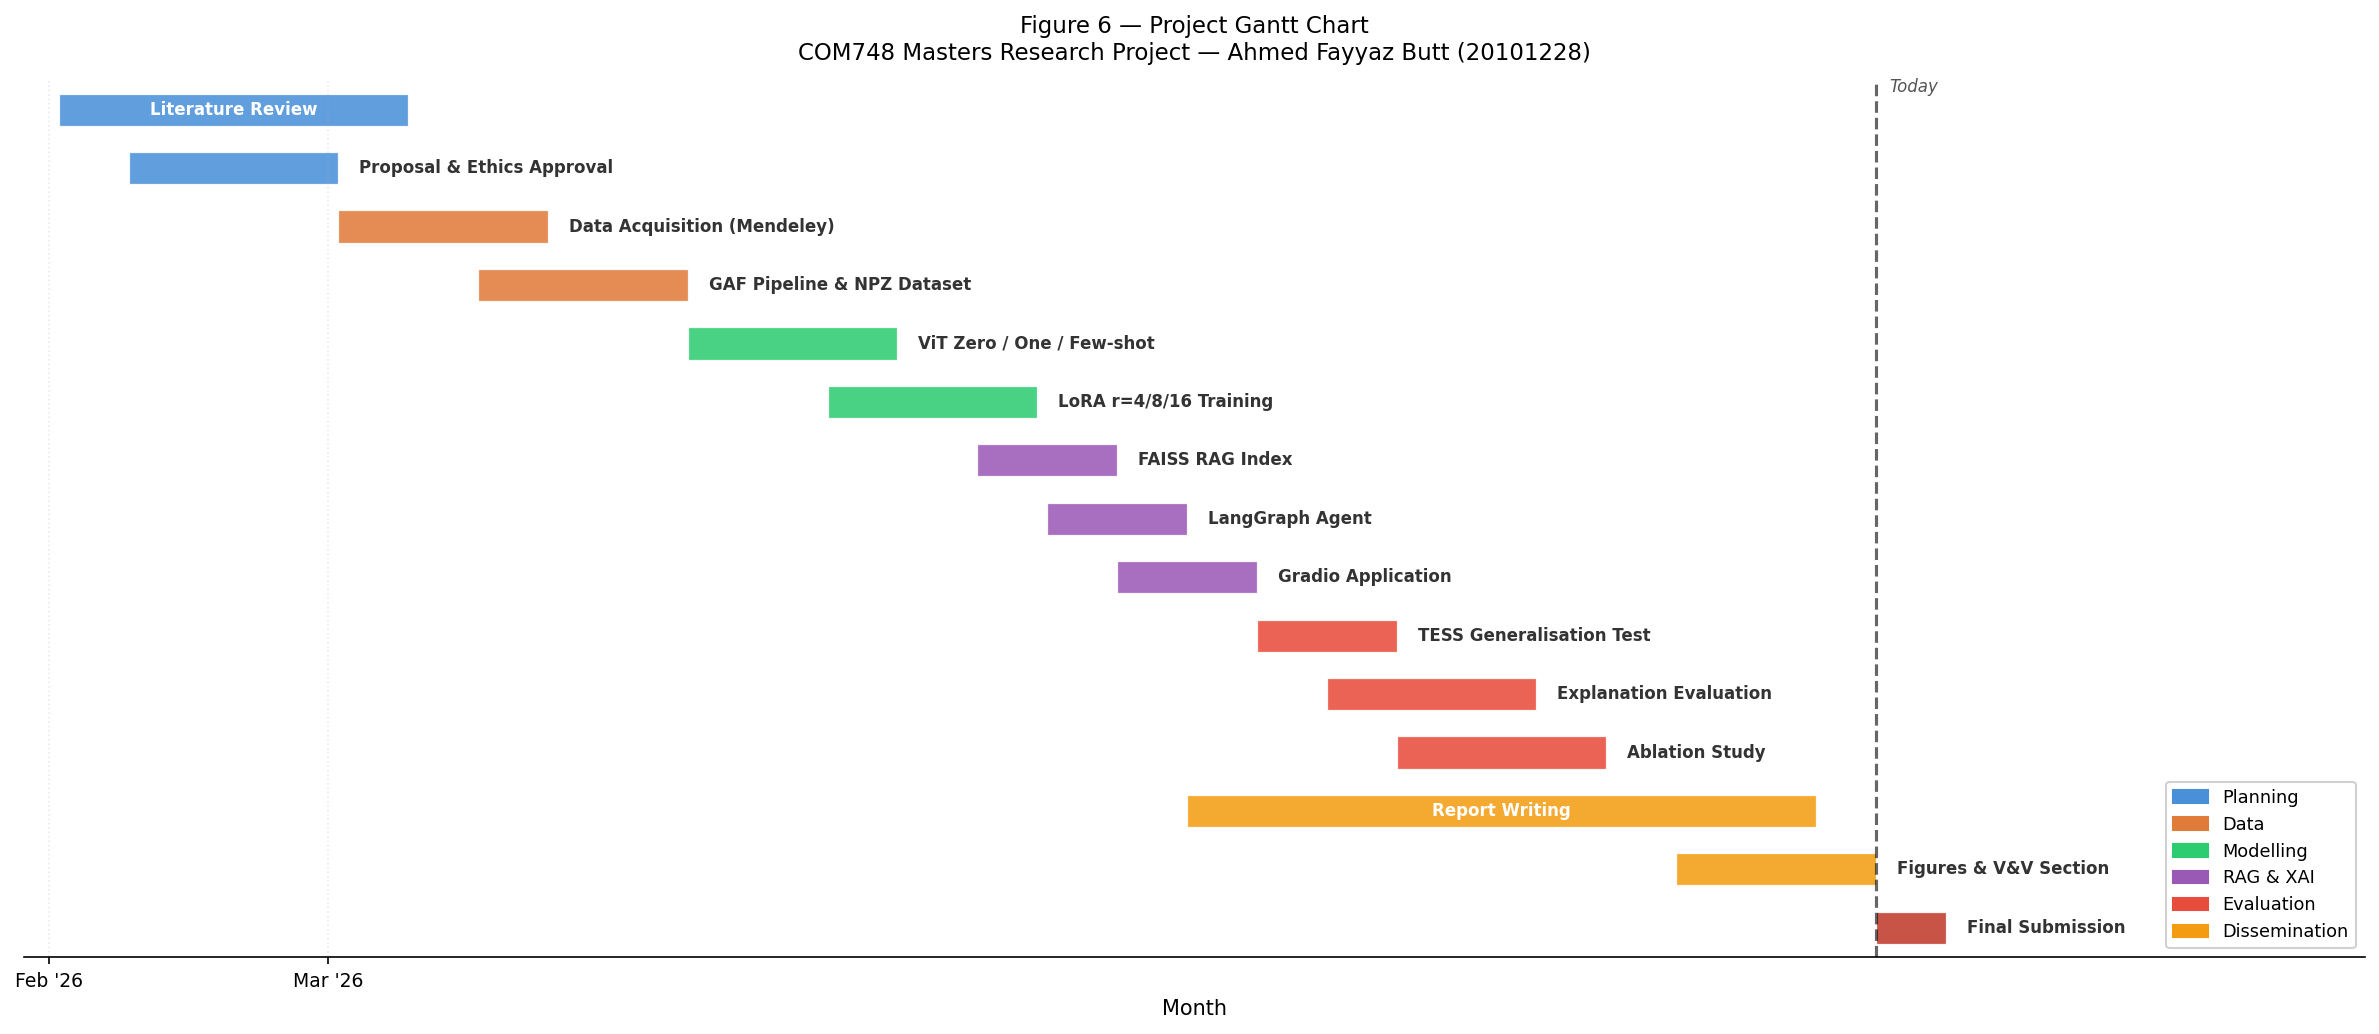 Figure 6 — Project Gantt Chart
COM748 Masters Research Project — Ahmed Fayyaz Butt (20101228)
Today
Literature Review
Proposal & Ethics Approval
Data Acquisition (Mendeley)
GAF Pipeline & NPZ Dataset
ViT Zero / One / Few-shot
LoRA r=4/8/16 Training
FAISS RAG Index
LangGraph Agent
Gradio Application
TESS Generalisation Test
Explanation Evaluation
Ablation Study
Report Writing
Figures & V&V Section
Final Submission
Planning
Data
Modelling
RAG & XAI
Evaluation
Dissemination
Feb '26
Mar '26
Month